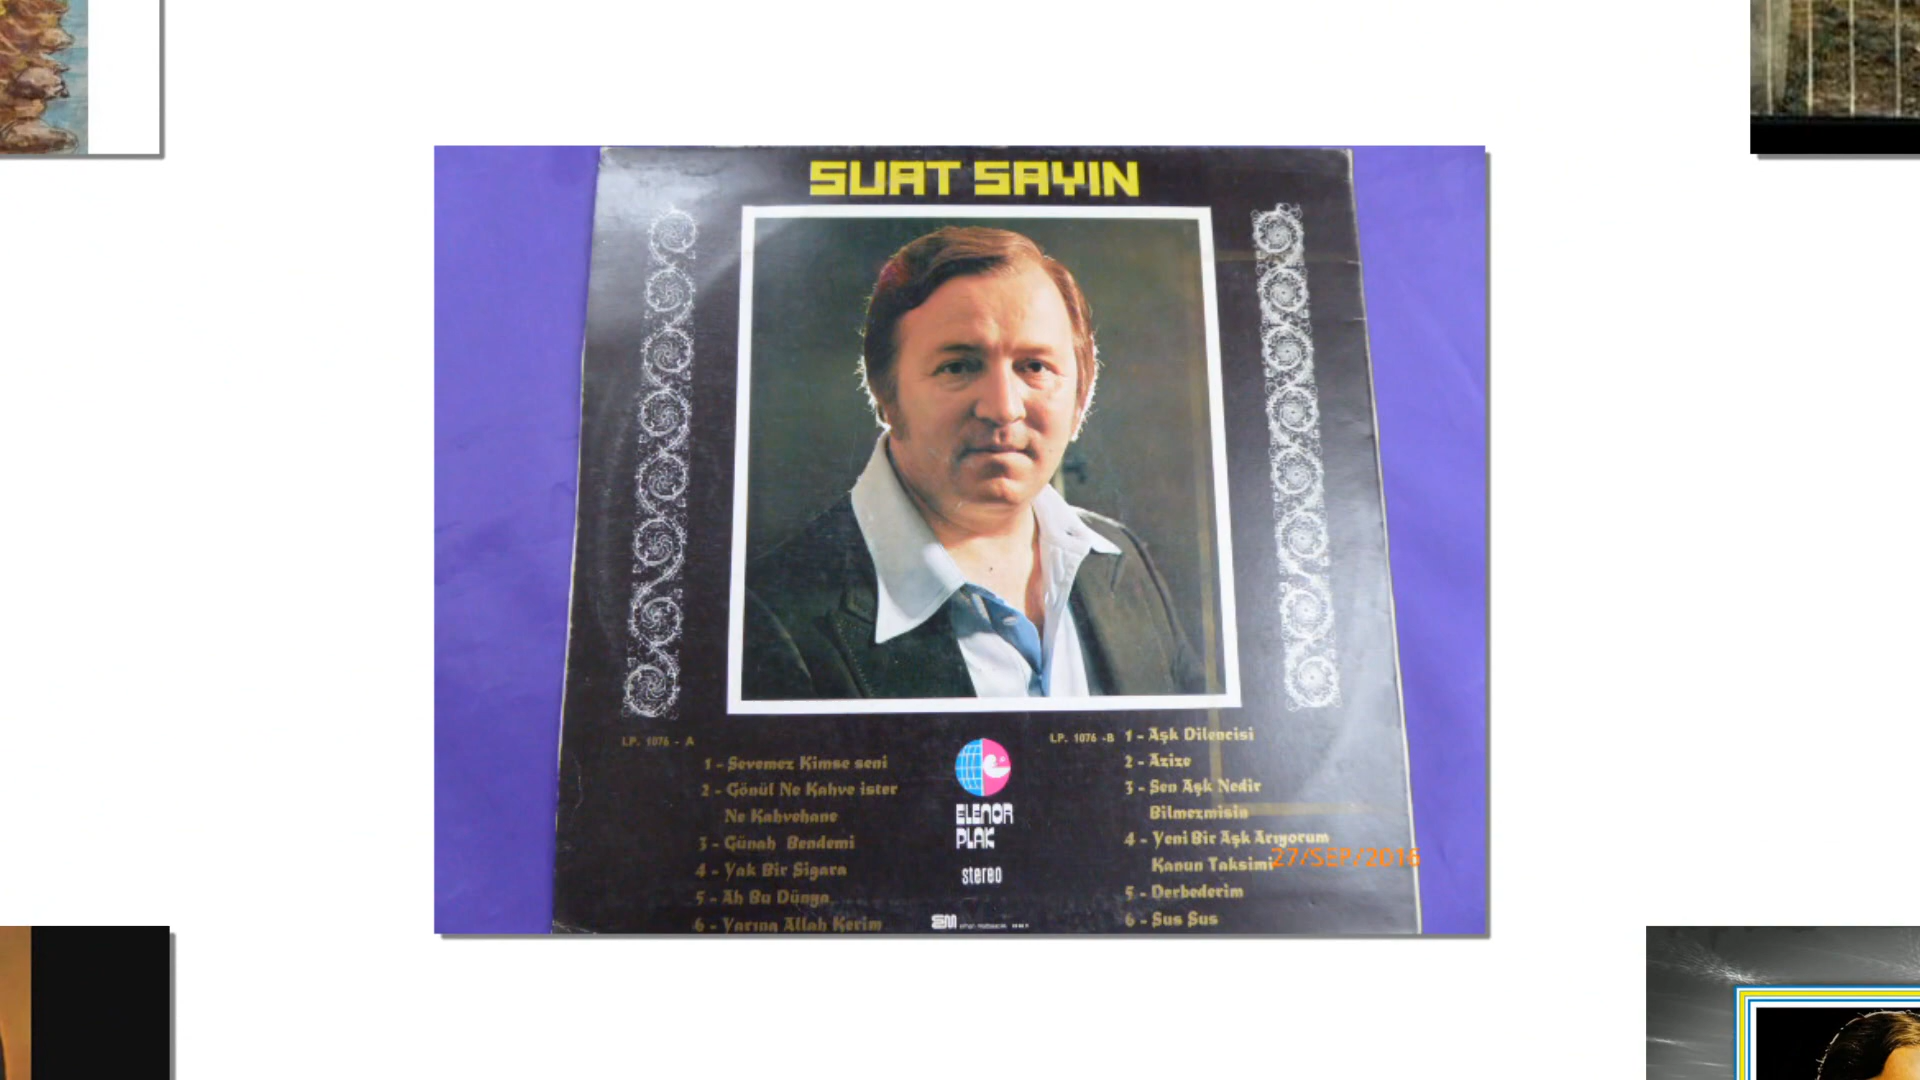 SUAT SAYIN
LP. 1076 - A
1 - Sevemez Kimse seni
2 - Gönül Ne Kahve ister
Ne Kahvehane
3 - Günah Bendemi
4 - Yak Bir Sigara
5 - Ah Bu Dünya
6 - Yarına Allah Kerim
ELENOR
PLAK
stereo
SM
LP. 1076 -B
1 - Aşk Dilencisi
2 - Azize
3 - Sen Aşk Nedir
Bilmezmisin
4 - Yeni Bir Aşk Arıyorum
Kanun Taksimi
5 - Derbederim
6 - Sus Sus
27/SEP/2016